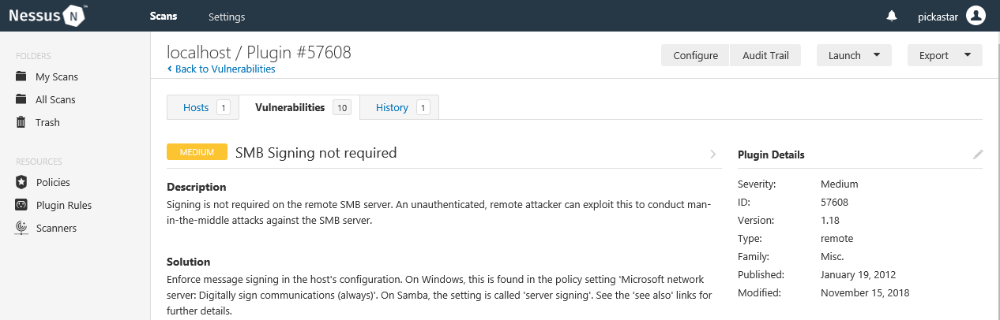 Nessus N Scans Settings pickastar
FOLDERS
My Scans
All Scans
Trash
RESOURCES
Policies
Plugin Rules
Scanners
localhost / Plugin #57608
Back to Vulnerabilities
Configure Audit Trail Launch Export
Hosts 1 Vulnerabilities 10 History 1
MEDIUM SMB Signing not required
Description
Signing is not required on the remote SMB server. An unauthenticated, remote attacker can exploit this to conduct man-
in-the-middle attacks against the SMB server.
Solution
Enforce message signing in the host's configuration. On Windows, this is found in the policy setting 'Microsoft network
server: Digitally sign communications (always)'. On Samba, the setting is called 'server signing'. See the 'see also' links for
further details.
Plugin Details
Severity: Medium
ID: 57608
Version: 1.18
Type: remote
Family: Misc.
Published: January 19, 2012
Modified: November 15, 2018